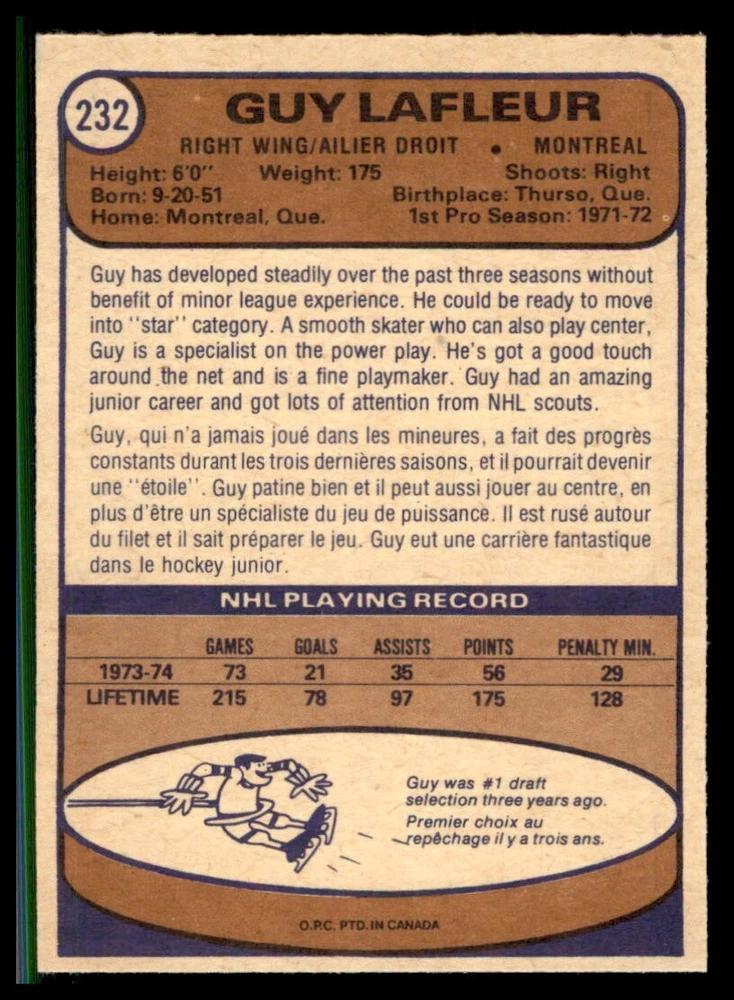 232
GUY LAFLEUR
RIGHT WING/AILIER DROIT • MONTREAL
Height: 6'0" Weight: 175 Shoots: Right
Born: 9-20-51 Birthplace: Thurso, Que.
Home: Montreal, Que. 1st Pro Season: 1971-72
Guy has developed steadily over the past three seasons without
benefit of minor league experience. He could be ready to move
into "star" category. A smooth skater who can also play center,
Guy is a specialist on the power play. He's got a good touch
around the net and is a fine playmaker. Guy had an amazing
junior career and got lots of attention from NHL scouts.
Guy, qui n'a jamais joué dans les mineures, a fait des progrès
constants durant les trois dernières saisons, et il pourrait devenir
une "étoile". Guy patine bien et il peut aussi jouer au centre, en
plus d'être un spécialiste du jeu de puissance. Il est rusé autour
du filet et il sait préparer le jeu. Guy eut une carrière fantastique
dans le hockey junior.
NHL PLAYING RECORD
GAMES GOALS ASSISTS POINTS PENALTY MIN.
1973-74 73 21 35 56 29
LIFETIME 215 78 97 175 128
Guy was #1 draft
selection three years ago.
Premier choix au
repêchage il y a trois ans.
O.P.C. PTD. IN CANADA